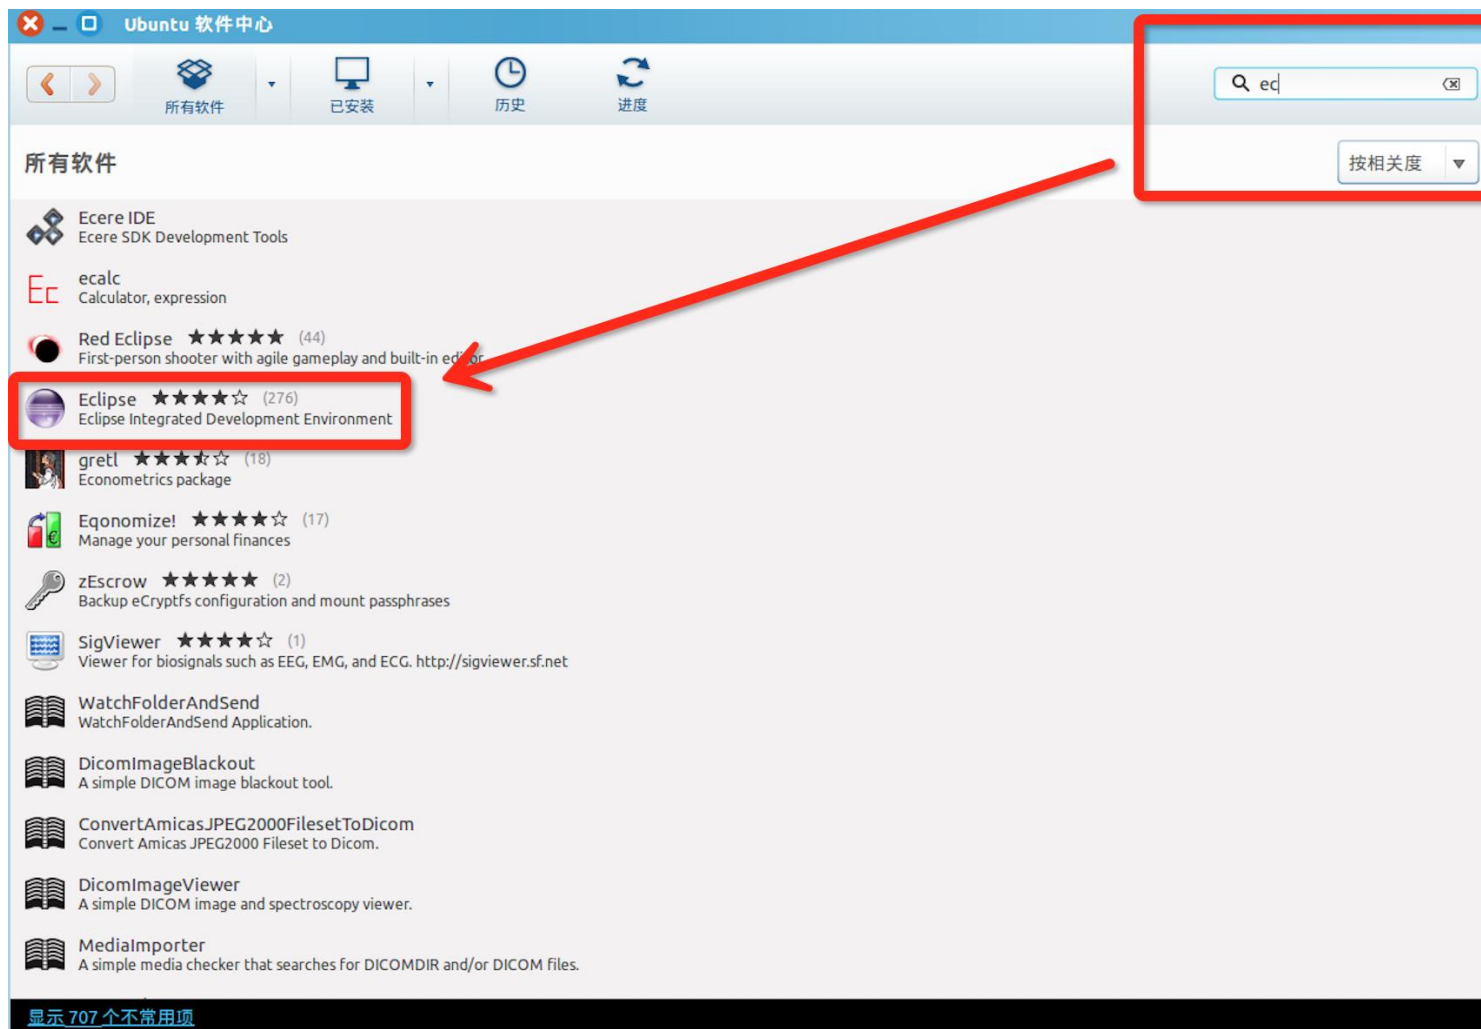 Ubuntu 软件中心
所有软件
已安装
历史
进度
ec
所有软件
按相关度
Ecere IDE
Ecere SDK Development Tools
Ec
ecalc
Calculator, expression
Red Eclipse ★★★★★ (44)
First-person shooter with agile gameplay and built-in editor
Eclipse ★★★★☆ (276)
Eclipse Integrated Development Environment
gretl (18)
Econometrics package
Eqonomize! ★★★★☆ (17)
Manage your personal finances
zEscrow ★★★★★ (2)
Backup eCryptfs configuration and mount passphrases
SigViewer ★★★★☆ (1)
Viewer for biosignals such as EEG, EMG, and ECG. http://sigviewer.sf.net
WatchFolderAndSend
WatchFolderAndSend Application.
DicomImageBlackout
A simple DICOM image blackout tool.
ConvertAmicasJPEG2000FilesetToDicom
Convert Amicas JPEG2000 Fileset to Dicom.
DicomImageViewer
A simple DICOM image and spectroscopy viewer.
MediaImporter
A simple media checker that searches for DICOMDIR and/or DICOM files.
显示 707 个不常用项